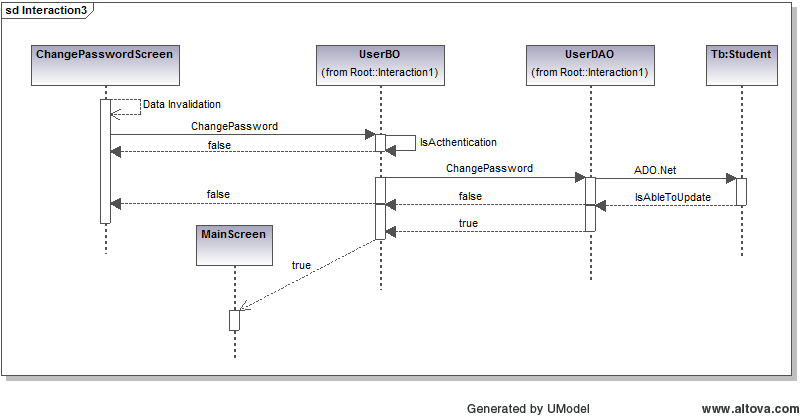 sd Interaction3
ChangePasswordScreen
UserBO
(from Root::Interaction1)
UserDAO
(from Root::Interaction1)
Tb:Student
Data Invalidation
ChangePassword
IsActhentication
false
ChangePassword
ADO.Net
false
false
IsAbleToUpdate
true
MainScreen
true
Generated by UModel
www.altova.com